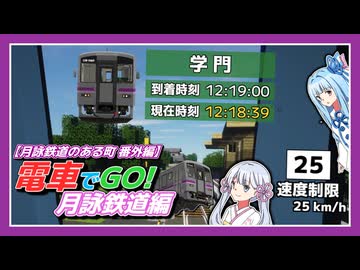 学門
到着時刻 12:19:00
現在時刻 12:18:39
【月詠鉄道のある町 番外編】
電車でGO!
月詠鉄道編
25
速度制限
25 km/h